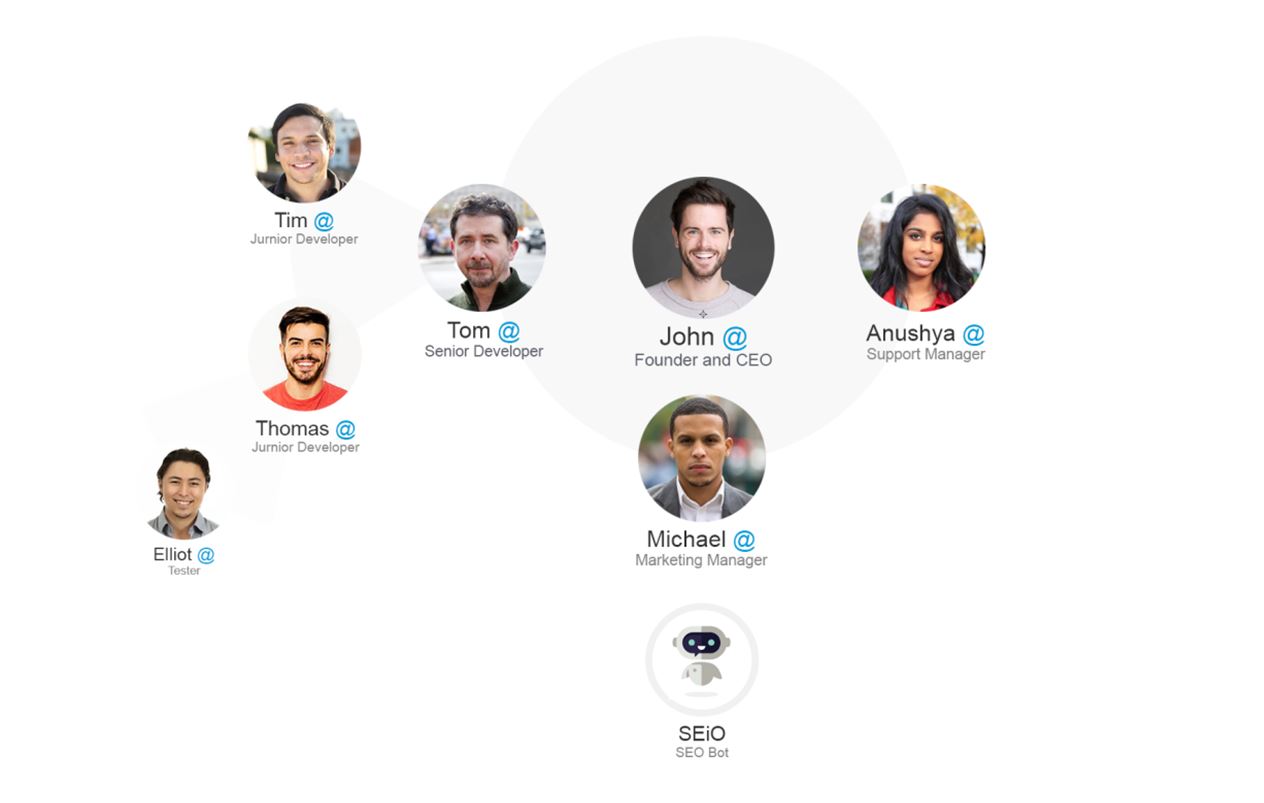 Tim @
Jurnior Developer
Tom @
Senior Developer
John @
Founder and CEO
Anushya @
Support Manager
Thomas @
Jurnior Developer
Michael @
Marketing Manager
Elliot @
Tester
SEiO
SEO Bot